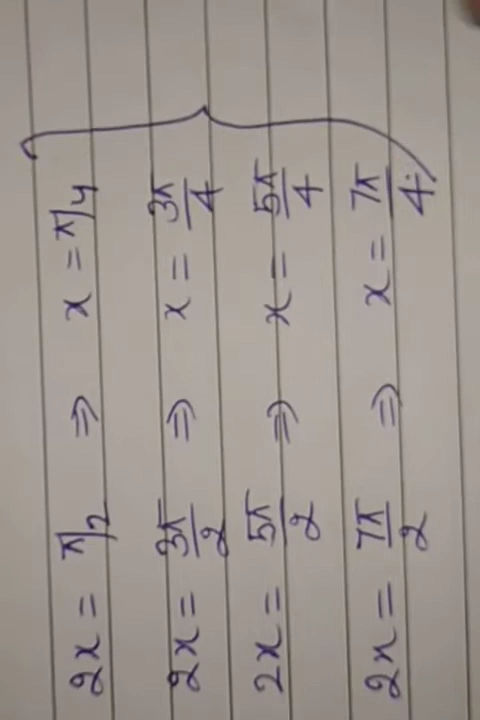 2x = π/2 ⇒ x = π/4
2x = 3π/2 ⇒ x = 3π/4
2x = 5π/2 ⇒ x = 5π/4
2x = 7π/2 ⇒ x = 7π/4